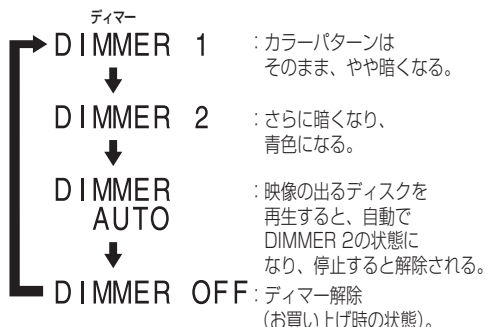 ディマー
DIMMER 1 :カラーパターンは
そのまま、やや暗くなる。
DIMMER 2 :さらに暗くなり、
青色になる。
DIMMER :映像の出るディスクを
AUTO 再生すると、自動で
DIMMER 2の状態に
なり、停止すると解除される。
DIMMER OFF:ディマー解除
(お買い上げ時の状態)。